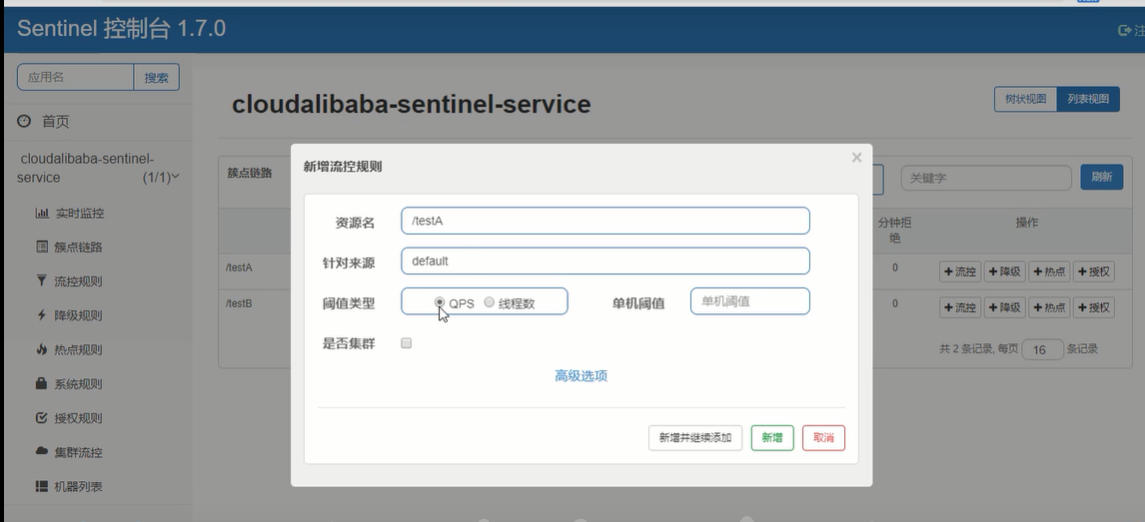 Sentinel 控制台 1.7.0
注
应用名
搜索
首页
cloudalibaba-sentinel-
service (1/1)
实时监控
簇点链路
流控规则
降级规则
热点规则
系统规则
授权规则
集群流控
机器列表
cloudalibaba-sentinel-service
树状视图 列表视图
簇点链路
关键字
刷新
分钟拒
绝
操作
/testA 0 流控 降级 热点 授权
/testB 0 流控 降级 热点 授权
共 2 条记录, 每页 16 条记录
新增流控规则
×
资源名 /testA
针对来源 default
阈值类型 QPS 线程数 单机阈值 单机阈值
是否集群
高级选项
新增并继续添加 新增 取消